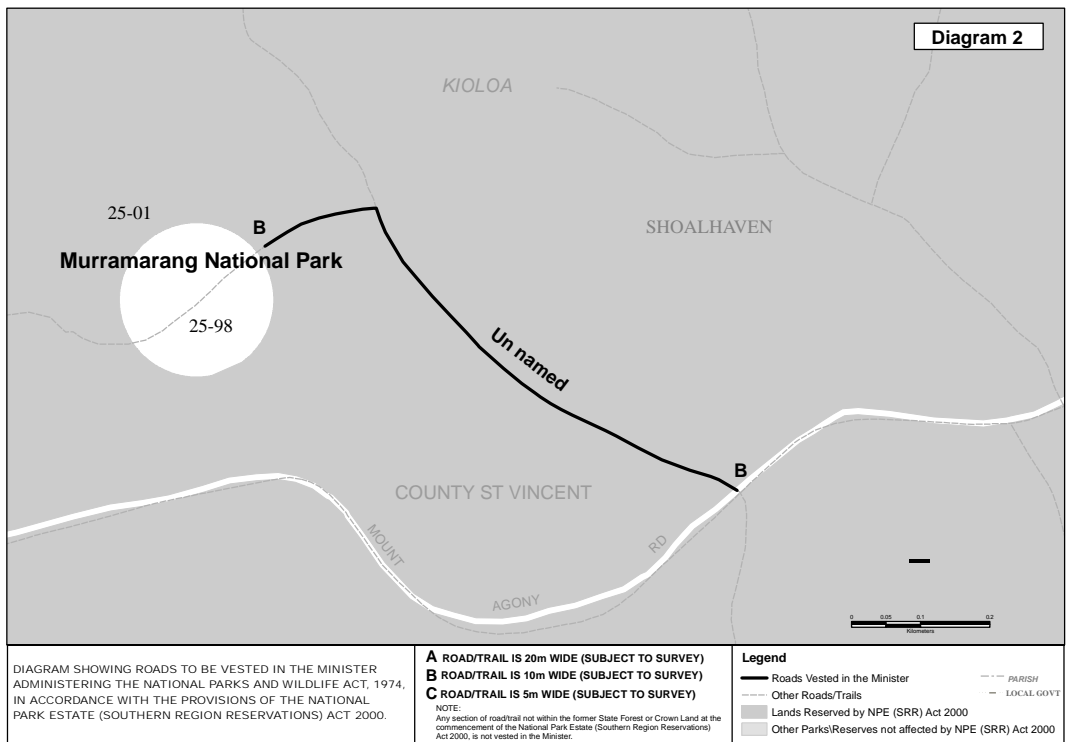 Diagram 2
KIOLOA
25-01
B
SHOALHAVEN
Murramarang National Park
25-98
Un named
B
COUNTY ST VINCENT
MOUNT
AGONY
RD
0 0.05 0.1 0.2
Kilometers
DIAGRAM SHOWING ROADS TO BE VESTED IN THE MINISTER
ADMINISTERING THE NATIONAL PARKS AND WILDLIFE ACT, 1974,
IN ACCORDANCE WITH THE PROVISIONS OF THE NATIONAL
PARK ESTATE (SOUTHERN REGION RESERVATIONS) ACT 2000.
A ROAD/TRAIL IS 20m WIDE (SUBJECT TO SURVEY)
B ROAD/TRAIL IS 10m WIDE (SUBJECT TO SURVEY)
C ROAD/TRAIL IS 5m WIDE (SUBJECT TO SURVEY)
NOTE:
Any section of road/trail not within the former State Forest or Crown Land at the
commencement of the National Park Estate (Southern Region Reservations)
Act 2000, is not vested in the Minister.
Legend
Roads Vested in the Minister
Other Roads/Trails
Lands Reserved by NPE (SRR) Act 2000
Other Parks\Reserves not affected by NPE (SRR) Act 2000
PARISH
LOCAL GOVT